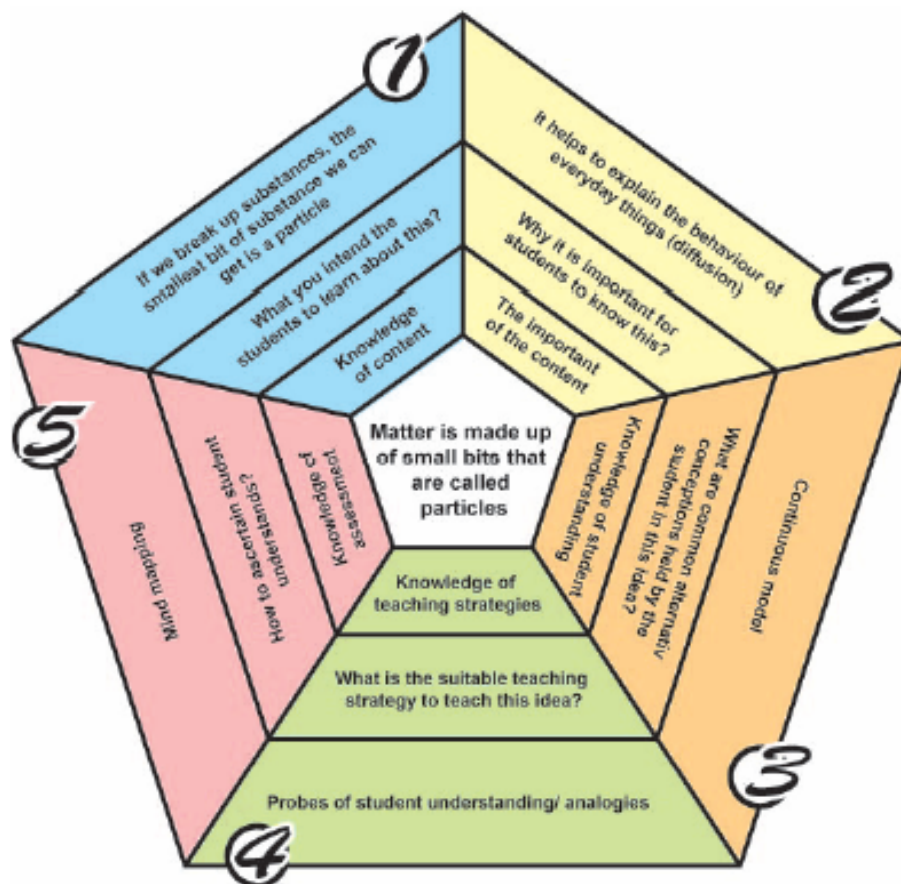 1
If we break up substances, the
smallest bit of substance we can
get is a particle
What you intend the
students to learn about this?
Knowledge
of content
2
It helps to explain the behaviour of
everyday things (diffusion)
Why it is important for
students to know this?
The important
of the content
3
Continuous model
What are common alternativ
conceptions held by the
student in this idea?
Knowledge of student
understanding
4
Knowledge of
teaching strategies
What is the suitable teaching
strategy to teach this idea?
Probes of student understanding/ analogies
5
Mind mapping
How to ascertain student
understands?
Knowledge of
assessment
Matter is made up
of small bits that
are called
particles